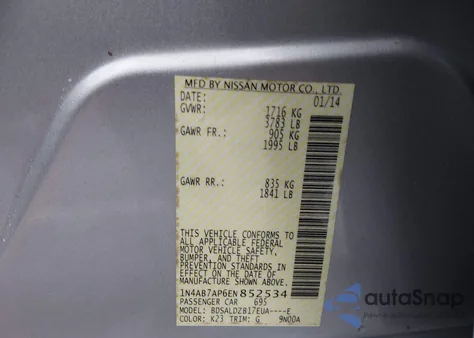 MFD BY NISSAN MOTOR CO., LTD.
DATE: 01/14
GVWR: 1716 KG
3783 LB
GAWR FR.: 905 KG
1995 LB
GAWR RR.: 835 KG
1841 LB
THIS VEHICLE CONFORMS TO
ALL APPLICABLE FEDERAL
MOTOR VEHICLE SAFETY,
BUMPER, AND THEFT
PREVENTION STANDARDS IN
EFFECT ON THE DATE OF
MANUFACTURE SHOWN ABOVE.
1N4AB7AP6EN852534
PASSENGER CAR 695
MODEL: BDSALDZB17EUA----E
COLOR: K23 TRIM: G 9N00A
autoSnap